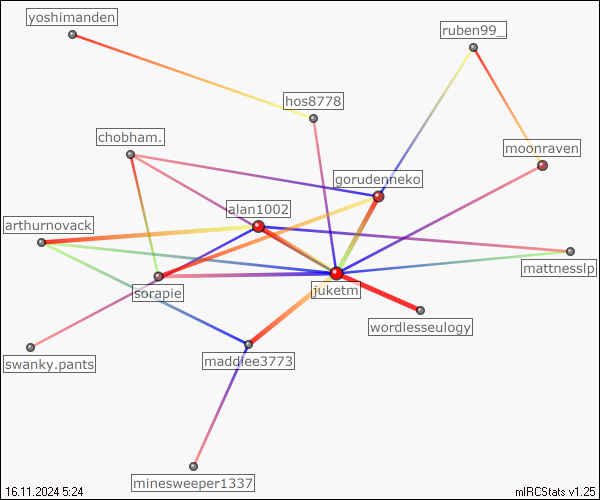 yoshimanden
ruben99_
hos8778
chobham.
moonraven
gorudenneko
alan1002
arthurnovack
mattnesslp
sorapie
juketm
wordlesseulogy
maddiee3773
swanky.pants
minesweeper1337
16.11.2024 5:24
mIRCStats v1.25